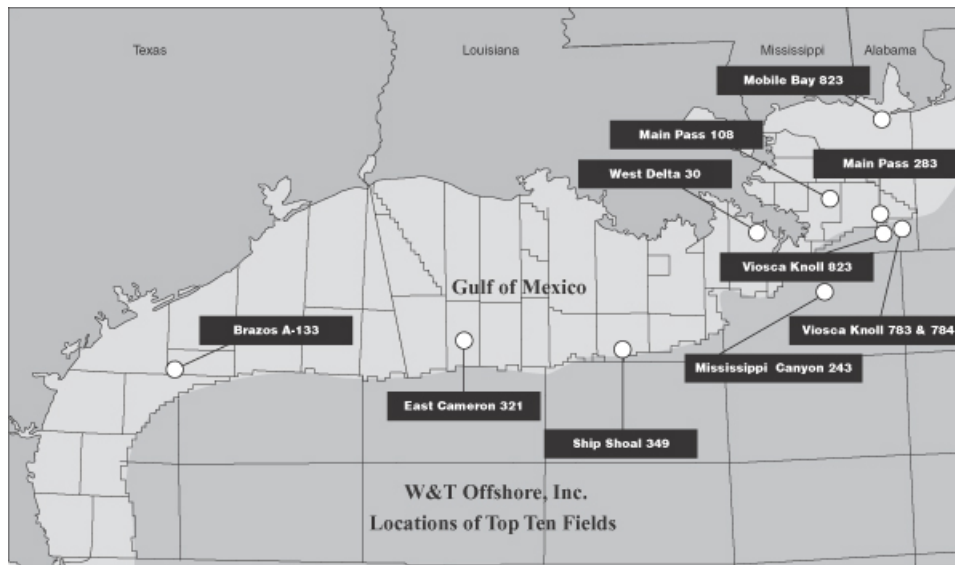 Texas
Louisiana
Mississippi
Alabama
Mobile Bay 823
Main Pass 108
Main Pass 283
West Delta 30
Viosca Knoll 823
Gulf of Mexico
Brazos A-133
Viosca Knoll 783 & 784
Mississippi Canyon 243
East Cameron 321
Ship Shoal 349
W&T Offshore, Inc.
Locations of Top Ten Fields